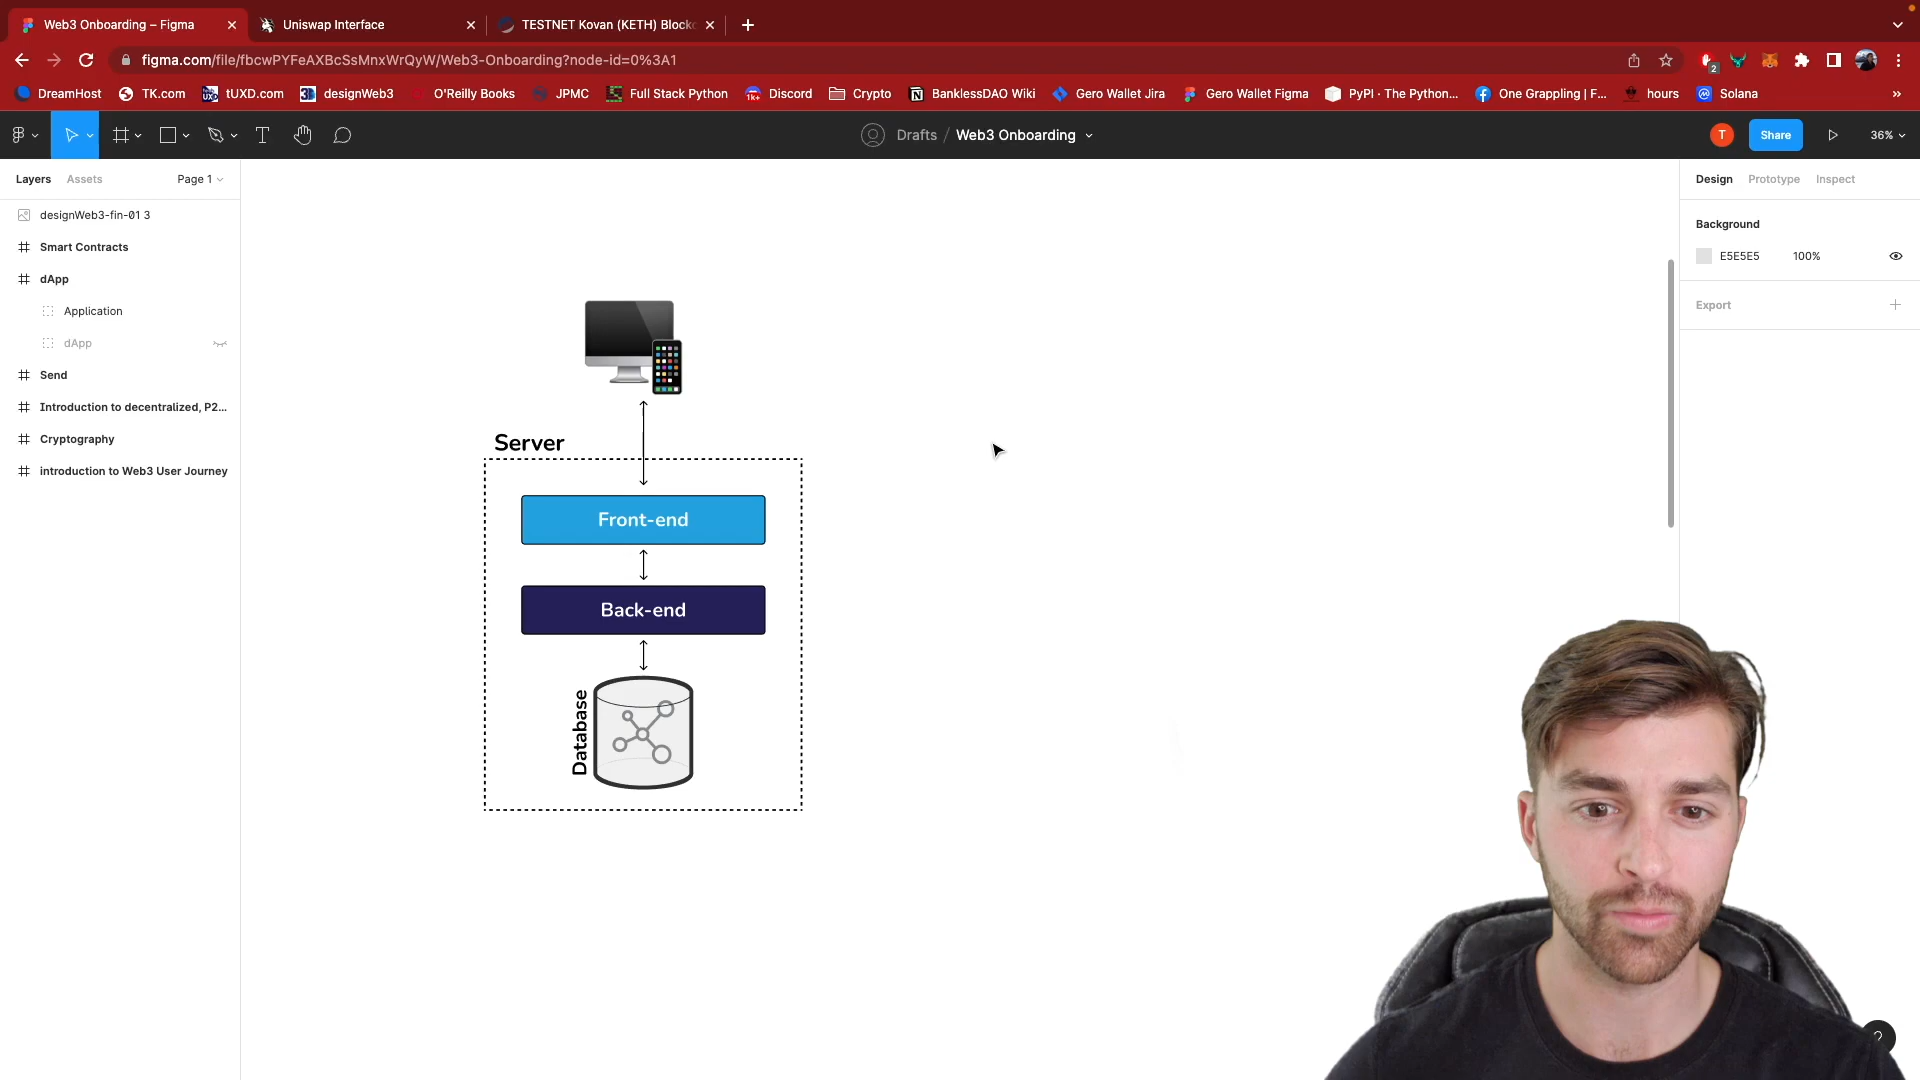 Web3 Onboarding – Figma
Uniswap Interface
TESTNET Kovan (KETH) Blockc
figma.com/file/fbcwPYFeAXBcSsMnxWrQyW/Web3-Onboarding?node-id=0%3A1
2
DreamHost
TK.com
tUXD.com
designWeb3
O'Reilly Books
JPMC
Full Stack Python
Discord
Crypto
BanklessDAO Wiki
Gero Wallet Jira
Gero Wallet Figma
PyPI · The Python...
One Grappling | F...
hours
Solana
Drafts / Web3 Onboarding
T
Share
36%
Layers
Assets
Page 1
designWeb3-fin-01 3
Smart Contracts
dApp
Application
dApp
Send
Introduction to decentralized, P2...
Cryptography
introduction to Web3 User Journey
Server
Front-end
Back-end
Database
Design
Prototype
Inspect
Background
E5E5E5
100%
Export
?